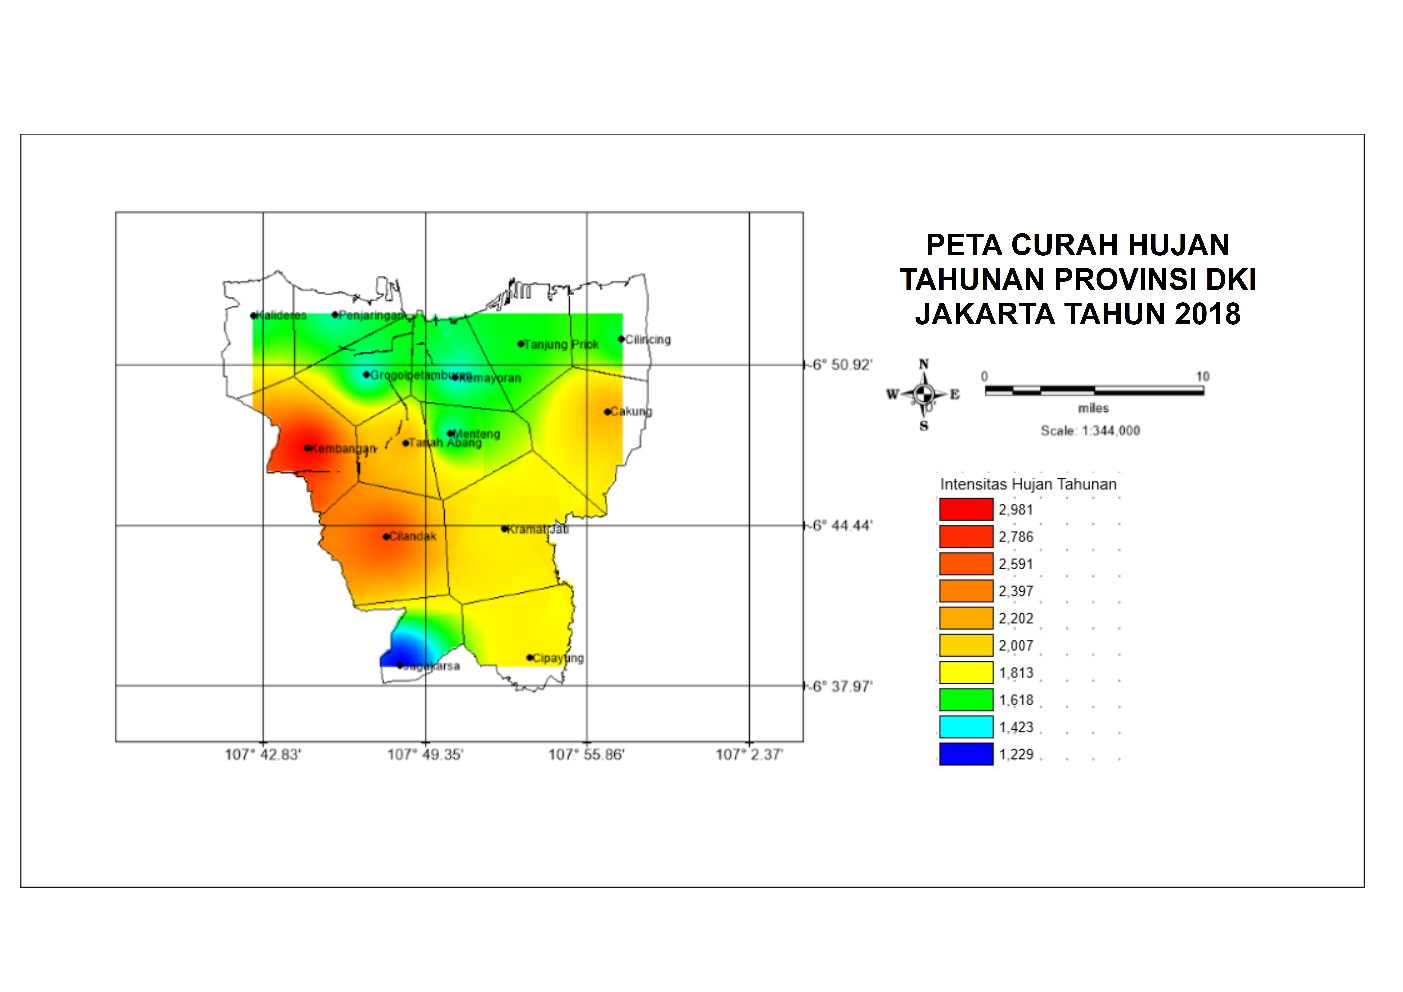 PETA CURAH HUJAN
TAHUNAN PROVINSI DKI
JAKARTA TAHUN 2018
N
W
E
S
0
10
miles
Scale: 1:344,000
Intensitas Hujan Tahunan
2,981
2,786
2,591
2,397
2,202
2,007
1,813
1,618
1,423
1,229
Kalideres
Penjaringan
Cilincing
Tanjung Priok
Grogolpetamburan
Kemayoran
Cakung
Menteng
Tanah Abang
Kembangan
Kramat Jati
Cilandak
Cipayung
Jagakarsa
-6° 50.92'
-6° 44.44'
-6° 37.97'
107° 42.83'
107° 49.35'
107° 55.86'
107° 2.37'